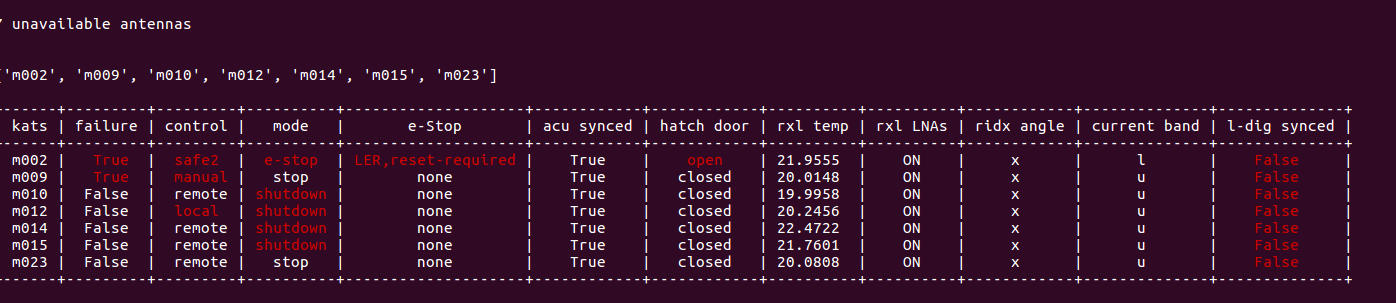 unavailable antennas
'm002', 'm009', 'm010', 'm012', 'm014', 'm015', 'm023']
kats | failure | control | mode | e-Stop | acu synced | hatch door | rxl temp | rxl LNAs | ridx angle | current band | l-dig synced |
m002 | True | safe2 | e-stop | LER,reset-required | True | open | 21.9555 | ON | x | l | False |
m009 | True | manual | stop | none | True | closed | 20.0148 | ON | x | u | False |
m010 | False | remote | shutdown | none | True | closed | 19.9958 | ON | x | u | False |
m012 | False | local | shutdown | none | True | closed | 20.2456 | ON | x | u | False |
m014 | False | remote | shutdown | none | True | closed | 22.4722 | ON | x | u | False |
m015 | False | remote | shutdown | none | True | closed | 21.7601 | ON | x | u | False |
m023 | False | remote | stop | none | True | closed | 20.0808 | ON | x | u | False |